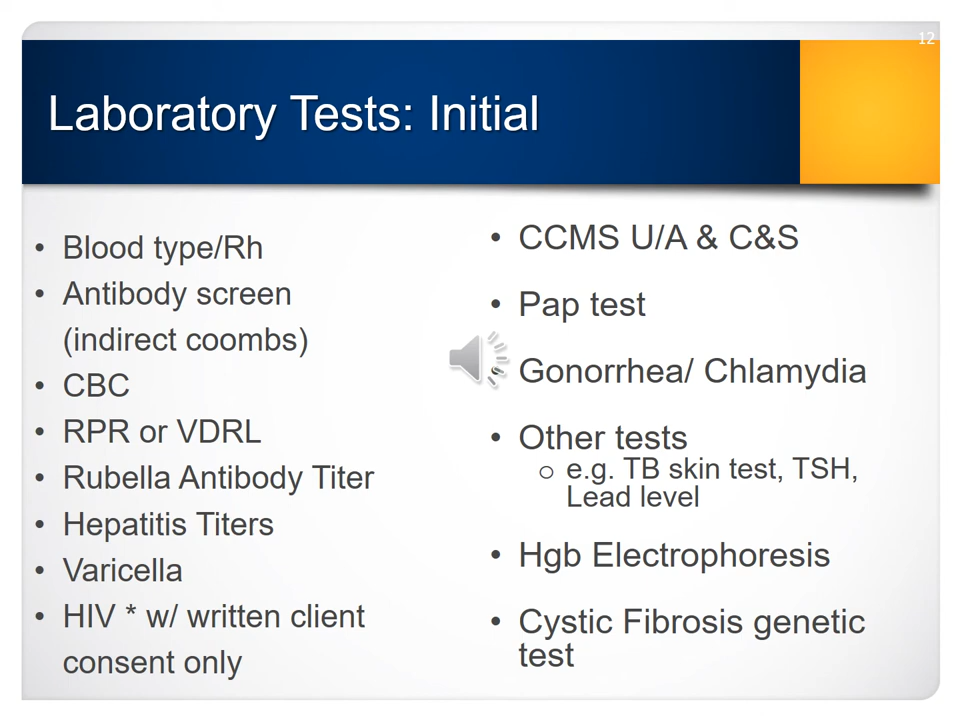 12
Laboratory Tests: Initial
• Blood type/Rh
• Antibody screen
(indirect coombs)
• CBC
• RPR or VDRL
• Rubella Antibody Titer
• Hepatitis Titers
• Varicella
• HIV * w/ written client
consent only
• CCMS U/A & C&S
• Pap test
• Gonorrhea/ Chlamydia
• Other tests
o e.g. TB skin test, TSH,
Lead level
• Hgb Electrophoresis
• Cystic Fibrosis genetic
test